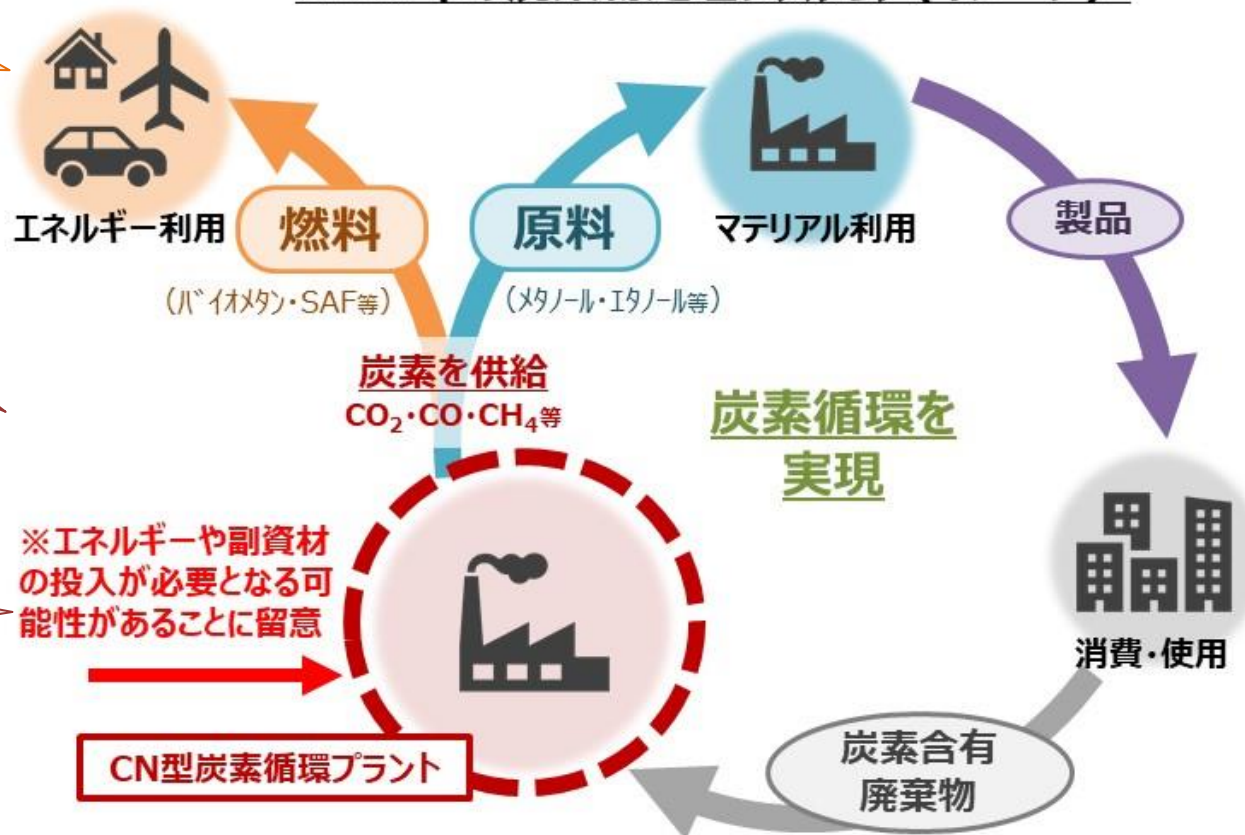 エネルギー利用
燃料
（バイオメタン・SAF等）
原料
（メタノール・エタノール等）
マテリアル利用
製品
炭素を供給
CO₂・CO・CH₄等
炭素循環を
実現
※エネルギーや副資材
の投入が必要となる可
能性があることに留意
CN型炭素循環プラント
消費・使用
炭素含有
廃棄物